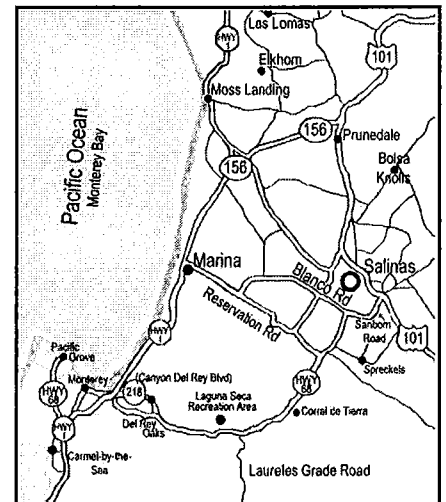 Las Lomas
HWY
1
Elkhorn
101
Moss Landing
156
Prunedale
156
Pacific Ocean
Monterey Bay
Bolsa
Knolls
Marina
Salinas
Blanco Rd
Reservation Rd
Sanborn
Road
101
HWY
1
Pacific
Grove
Spreckels
Monterey
218
(Canyon Del Rey Blvd)
HWY
68
HWY
68
Laguna Seca
Recreation Area
Corral de Tierra
Del Rey
Oaks
HWY
1
Carmel-by-the-
Sea
Laureles Grade Road